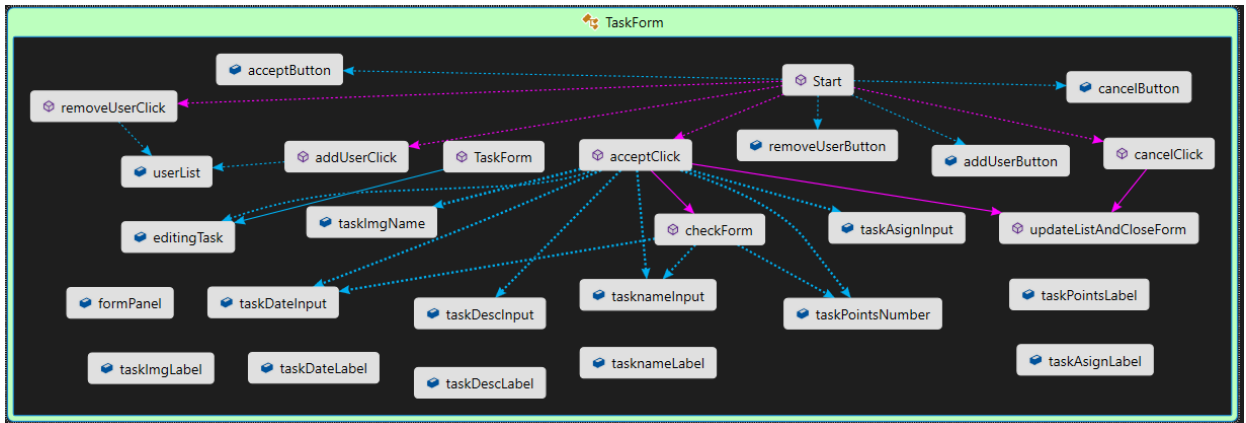 TaskForm
acceptButton
Start
cancelButton
removeUserClick
removeUserButton
addUserClick
TaskForm
acceptClick
addUserButton
cancelClick
userList
taskImgName
editingTask
checkForm
taskAsignInput
updateListAndCloseForm
formPanel
taskDateInput
taskDescInput
tasknameInput
taskPointsNumber
taskPointsLabel
taskImgLabel
taskDateLabel
taskDescLabel
tasknameLabel
taskAsignLabel